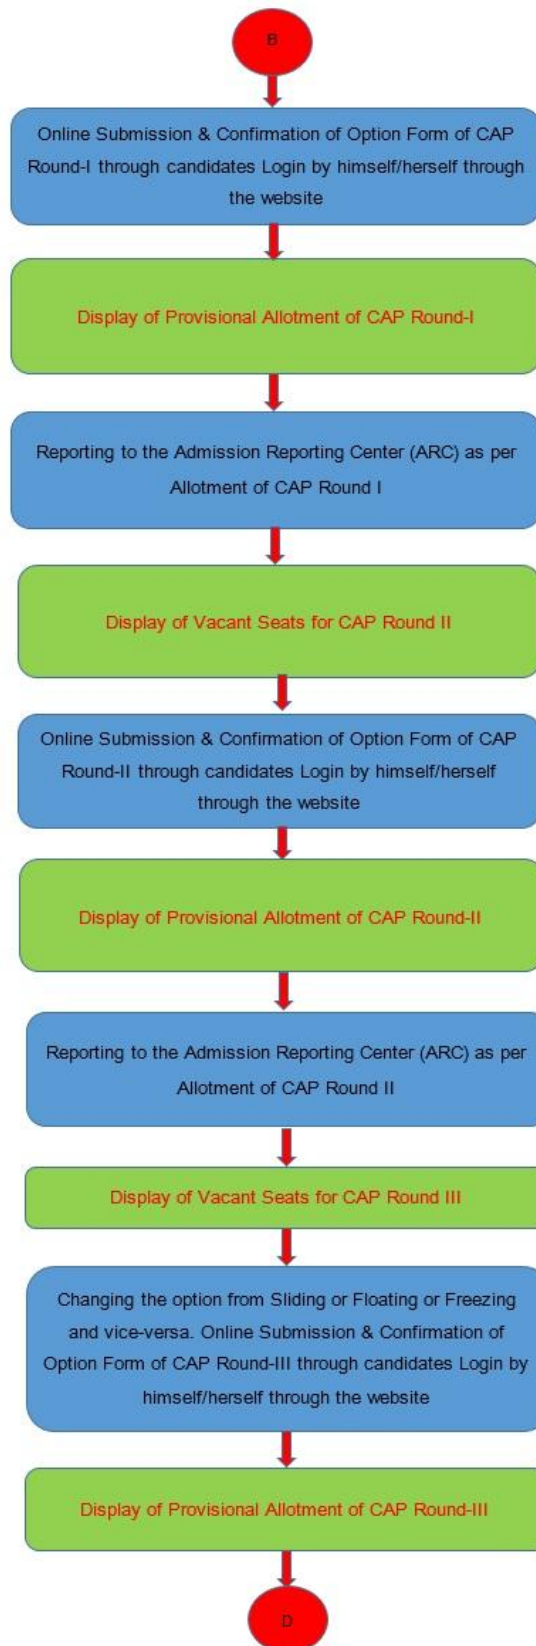 B
Online Submission & Confirmation of Option Form of CAP
Round-I through candidates Login by himself/herself through
the website
Display of Provisional Allotment of CAP Round-I
Reporting to the Admission Reporting Center (ARC) as per
Allotment of CAP Round I
Display of Vacant Seats for CAP Round II
Online Submission & Confirmation of Option Form of CAP
Round-II through candidates Login by himself/herself
through the website
Display of Provisional Allotment of CAP Round-II
Reporting to the Admission Reporting Center (ARC) as per
Allotment of CAP Round II
Display of Vacant Seats for CAP Round III
Changing the option from Sliding or Floating or Freezing
and vice-versa. Online Submission & Confirmation of
Option Form of CAP Round-III through candidates Login by
himself/herself through the website
Display of Provisional Allotment of CAP Round-III
D